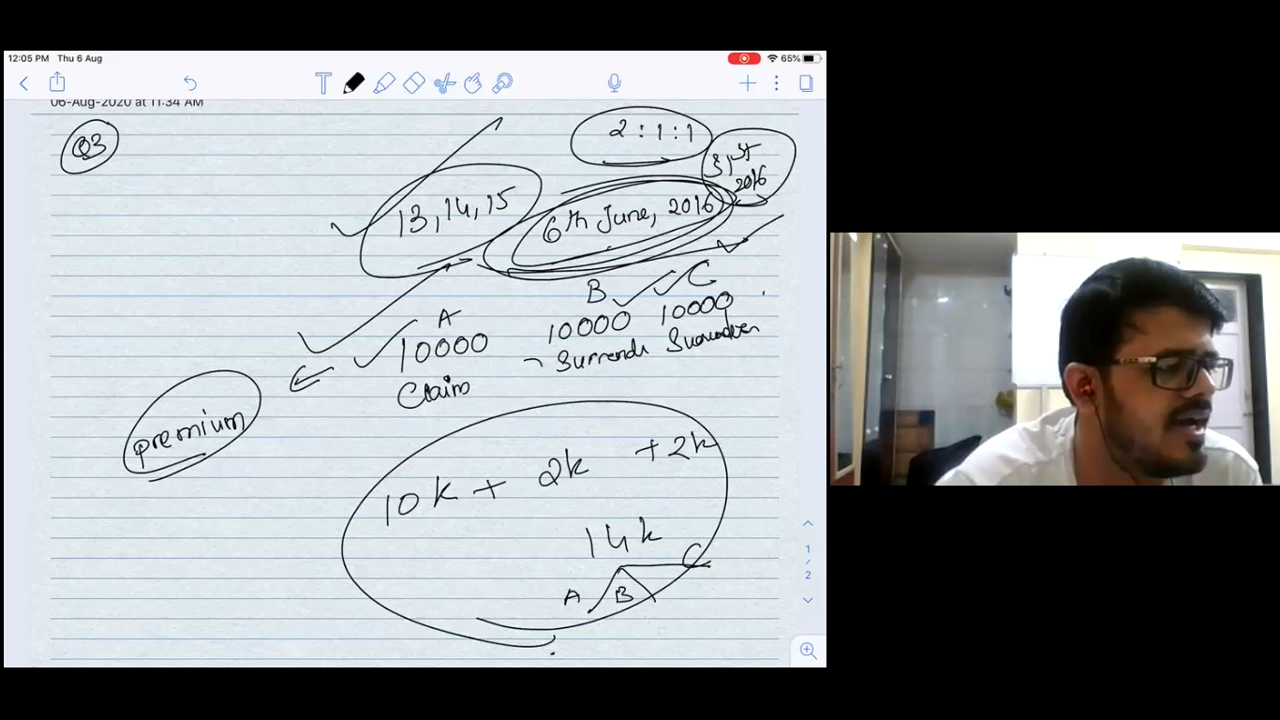 12:05 PM Thu 6 Aug
65%
T
06-Aug-2020 at 11:34 AM
Q3
2 : 1 : 1
31st
2016
13, 14, 15
6th June, 2016
A
B
C
10000
10000
10000
Claim
Surrende
Surrender
premium
10k + 2k + 2k
14k
A
B
C
1
2